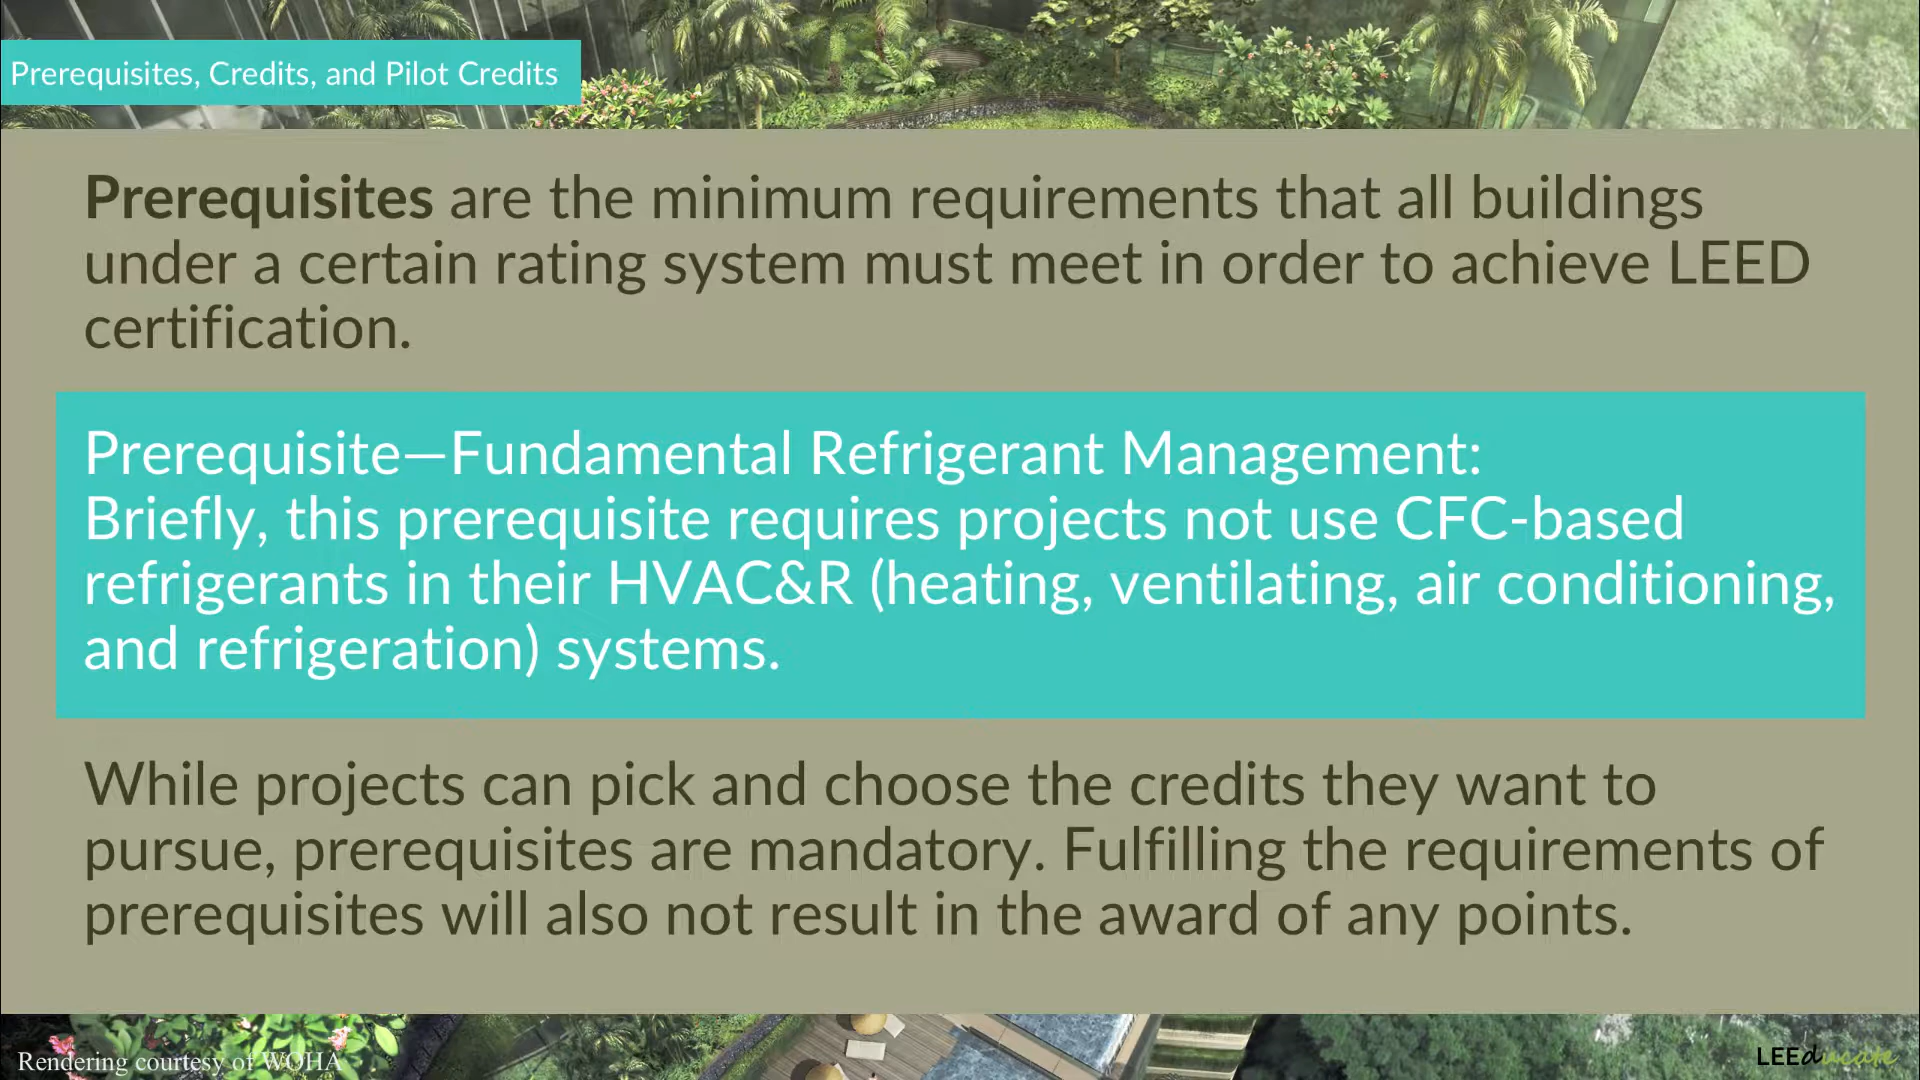 Prerequisites, Credits, and Pilot Credits
Prerequisites are the minimum requirements that all buildings
under a certain rating system must meet in order to achieve LEED
certification.
Prerequisite—Fundamental Refrigerant Management:
Briefly, this prerequisite requires projects not use CFC-based
refrigerants in their HVAC&R (heating, ventilating, air conditioning,
and refrigeration) systems.
While projects can pick and choose the credits they want to
pursue, prerequisites are mandatory. Fulfilling the requirements of
prerequisites will also not result in the award of any points.
Rendering courtesy of WOHA
LEEducate